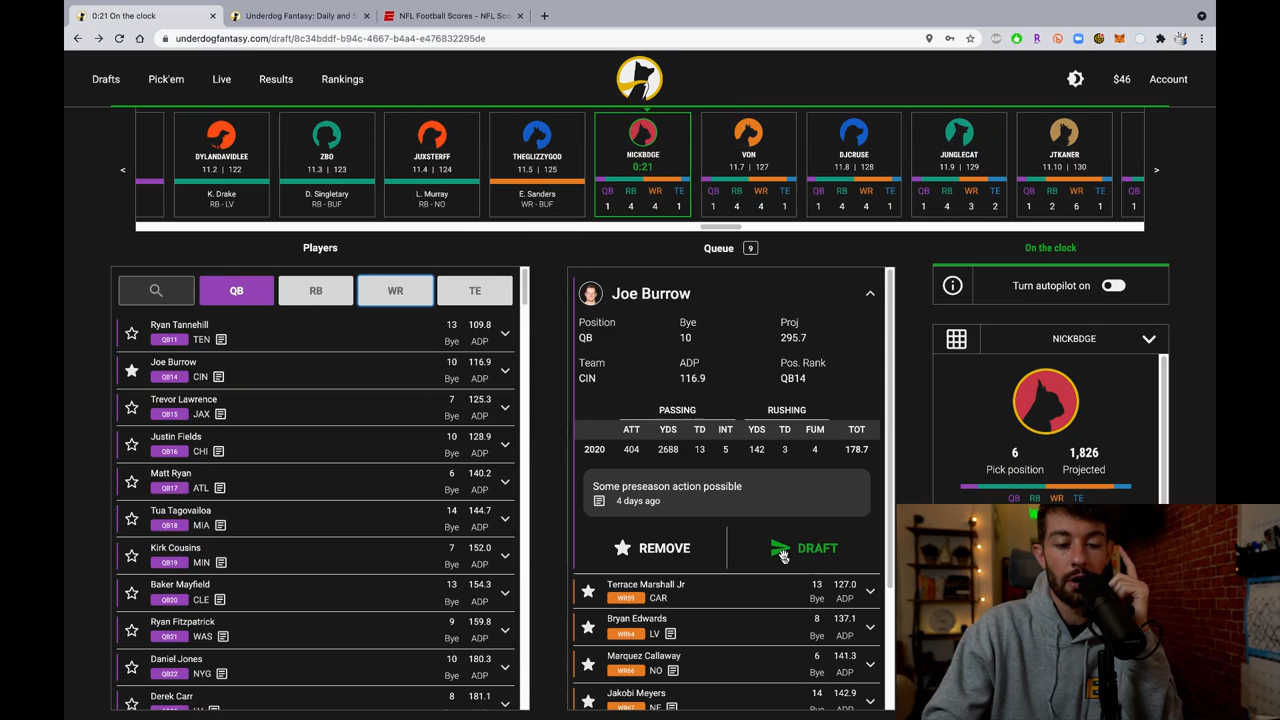 0:21 On the clock
Underdog Fantasy: Daily and S
NFL Football Scores - NFL Sco
underdogfantasy.com/draft/8c34bddf-b94c-4667-b4a4-e476832295de
Drafts
Pick'em
Live
Results
Rankings
$46
Account
DYLANDAVIDLEE
11.2 | 122
K. Drake
RB - LV
ZBO
11.3 | 123
D. Singletary
RB - BUF
JUXSTERFF
11.4 | 124
L. Murray
RB - NO
THEGLIZZYGOD
11.5 | 125
E. Sanders
WR - BUF
NICKBDGE
0:21
QB RB WR TE
1 4 4 1
VON
11.7 | 127
QB RB WR TE
1 4 4 1
DJCRUSE
11.8 | 128
QB RB WR TE
1 4 4 1
JUNGLECAT
11.9 | 129
QB RB WR TE
1 4 3 2
JTKANER
11.10 | 130
QB RB WR TE
1 2 6 1
QB
1
Players
Queue 9
On the clock
QB
RB
WR
TE
Ryan Tannehill 13 109.8
QB11 TEN Bye ADP
Joe Burrow 10 116.9
QB14 CIN Bye ADP
Trevor Lawrence 7 125.3
QB15 JAX Bye ADP
Justin Fields 10 128.9
QB16 CHI Bye ADP
Matt Ryan 6 140.2
QB17 ATL Bye ADP
Tua Tagovailoa 14 144.7
QB18 MIA Bye ADP
Kirk Cousins 7 152.0
QB19 MIN Bye ADP
Baker Mayfield 13 154.3
QB20 CLE Bye ADP
Ryan Fitzpatrick 9 159.8
QB21 WAS Bye ADP
Daniel Jones 10 180.3
QB22 NYG Bye ADP
Derek Carr 8 181.1
Joe Burrow
Position Bye Proj
QB 10 295.7
Team ADP Pos. Rank
CIN 116.9 QB14
PASSING RUSHING
ATT YDS TD INT YDS TD FUM TOT
2020 404 2688 13 5 142 3 4 178.7
Some preseason action possible
4 days ago
REMOVE
DRAFT
Terrace Marshall Jr 13 127.0
WR59 CAR Bye ADP
Bryan Edwards 8 137.1
WR64 LV Bye ADP
Marquez Callaway 6 141.3
WR66 NO Bye ADP
Jakobi Meyers 14 142.9
WR67 NE Bye ADP
Turn autopilot on
NICKBDGE
6 1,826
Pick position Projected
QB RB WR TE